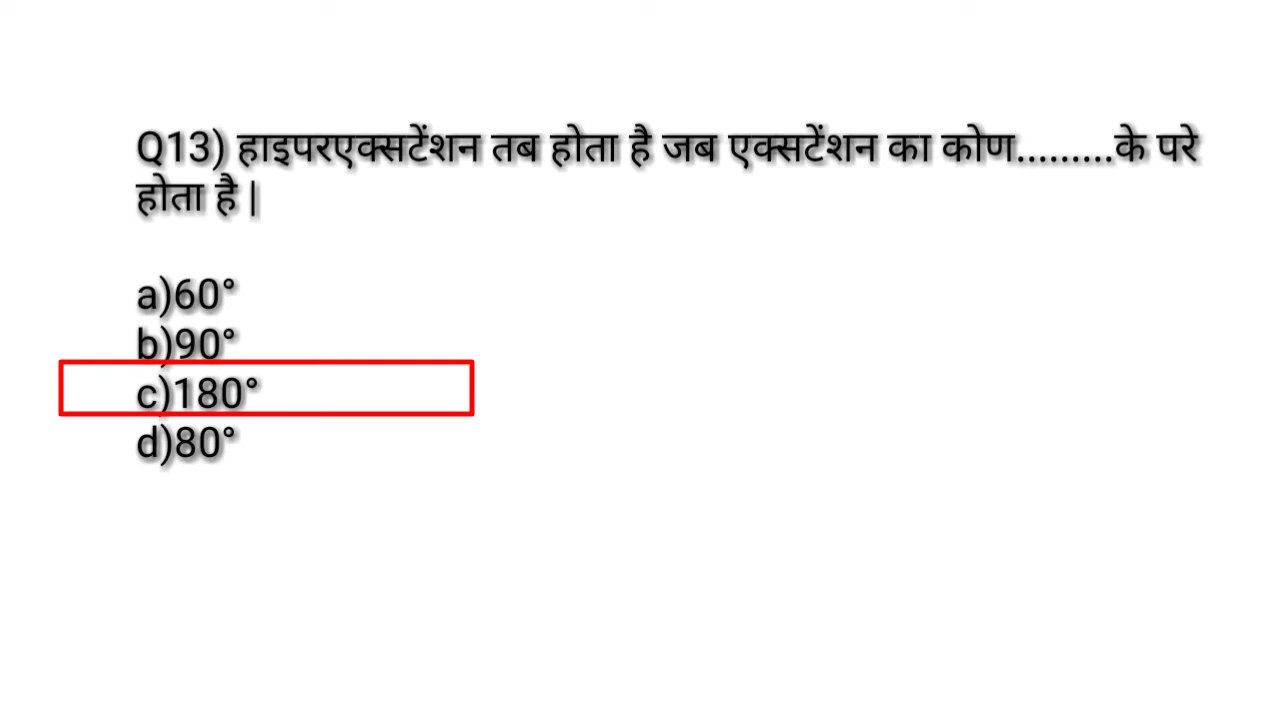 Q13) हाइपरएक्सटेंशन तब होता है जब एक्सटेंशन का कोण.........के परे
होता है |
a)60°
b)90°
c)180°
d)80°